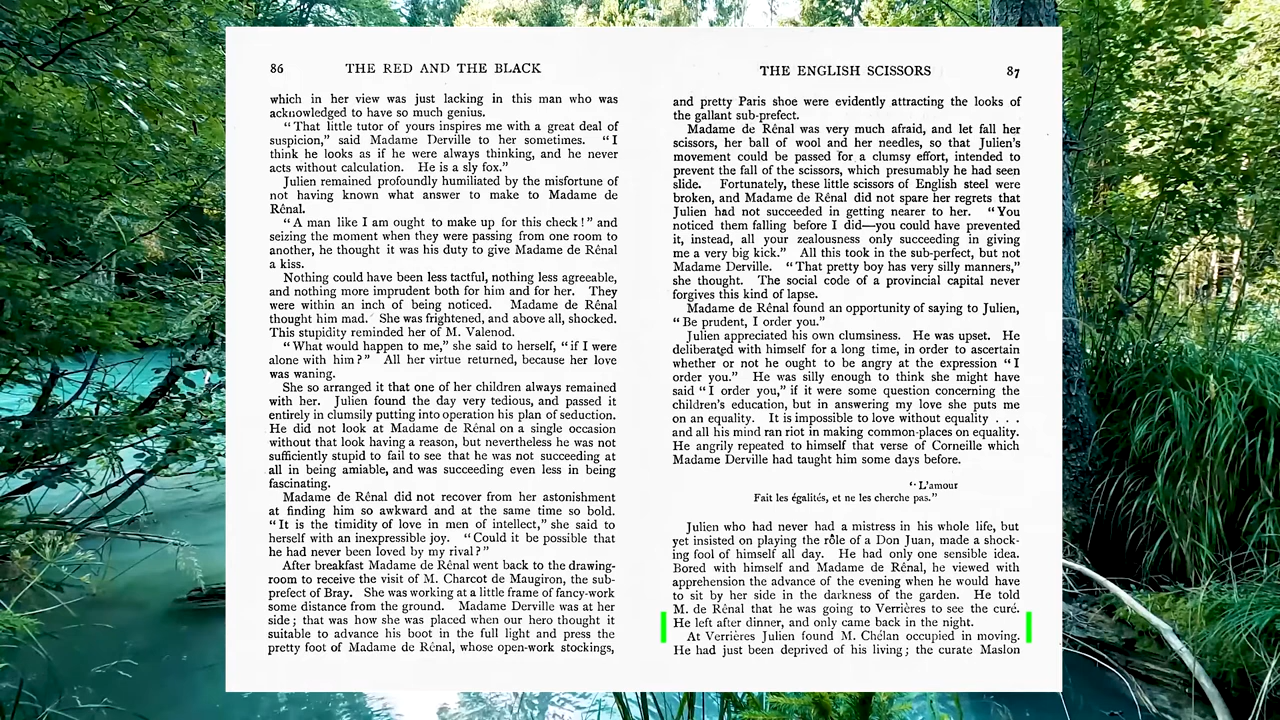 86 THE RED AND THE BLACK
which in her view was just lacking in this man who was
acknowledged to have so much genius.
“That little tutor of yours inspires me with a great deal of
suspicion,” said Madame Derville to her sometimes. “I
think he looks as if he were always thinking, and he never
acts without calculation. He is a sly fox.”
Julien remained profoundly humiliated by the misfortune of
not having known what answer to make to Madame de
Rênal.
“A man like I am ought to make up for this check!” and
seizing the moment when they were passing from one room to
another, he thought it was his duty to give Madame de Rênal
a kiss.
Nothing could have been less tactful, nothing less agreeable,
and nothing more imprudent both for him and for her. They
were within an inch of being noticed. Madame de Rênal
thought him mad. She was frightened, and above all, shocked.
This stupidity reminded her of M. Valenod.
“What would happen to me,” she said to herself, “if I were
alone with him?” All her virtue returned, because her love
was waning.
She so arranged it that one of her children always remained
with her. Julien found the day very tedious, and passed it
entirely in clumsily putting into operation his plan of seduction.
He did not look at Madame de Rênal on a single occasion
without that look having a reason, but nevertheless he was not
sufficiently stupid to fail to see that he was not succeeding at
all in being amiable, and was succeeding even less in being
fascinating.
Madame de Rênal did not recover from her astonishment
at finding him so awkward and at the same time so bold.
“It is the timidity of love in men of intellect,” she said to
herself with an inexpressible joy. “Could it be possible that
he had never been loved by my rival?”
After breakfast Madame de Rênal went back to the drawing-
room to receive the visit of M. Charcot de Maugiron, the sub-
prefect of Bray. She was working at a little frame of fancy-work
some distance from the ground. Madame Derville was at her
side; that was how she was placed when our hero thought it
suitable to advance his boot in the full light and press the
pretty foot of Madame de Rênal, whose open-work stockings,
THE ENGLISH SCISSORS 87
and pretty Paris shoe were evidently attracting the looks of
the gallant sub-prefect.
Madame de Rênal was very much afraid, and let fall her
scissors, her ball of wool and her needles, so that Julien’s
movement could be passed for a clumsy effort, intended to
prevent the fall of the scissors, which presumably he had seen
slide. Fortunately, these little scissors of English steel were
broken, and Madame de Rênal did not spare her regrets that
Julien had not succeeded in getting nearer to her. “You
noticed them falling before I did—you could have prevented
it, instead, all your zealousness only succeeding in giving
me a very big kick.” All this took in the sub-perfect, but not
Madame Derville. “That pretty boy has very silly manners,”
she thought. The social code of a provincial capital never
forgives this kind of lapse.
Madame de Rênal found an opportunity of saying to Julien,
“Be prudent, I order you.”
Julien appreciated his own clumsiness. He was upset. He
deliberated with himself for a long time, in order to ascertain
whether or not he ought to be angry at the expression “I
order you.” He was silly enough to think she might have
said “I order you,” if it were some question concerning the
children’s education, but in answering my love she puts me
on an equality. It is impossible to love without equality . . .
and all his mind ran riot in making common-places on equality.
He angrily repeated to himself that verse of Corneille which
Madame Derville had taught him some days before.
“L’amour
Fait les égalités, et ne les cherche pas.”
Julien who had never had a mistress in his whole life, but
yet insisted on playing the rôle of a Don Juan, made a shock-
ing fool of himself all day. He had only one sensible idea.
Bored with himself and Madame de Rênal, he viewed with
apprehension the advance of the evening when he would have
to sit by her side in the darkness of the garden. He told
M. de Rênal that he was going to Verrières to see the curé.
He left after dinner, and only came back in the night.
At Verrières Julien found M. Chélan occupied in moving.
He had just been deprived of his living; the curate Maslon